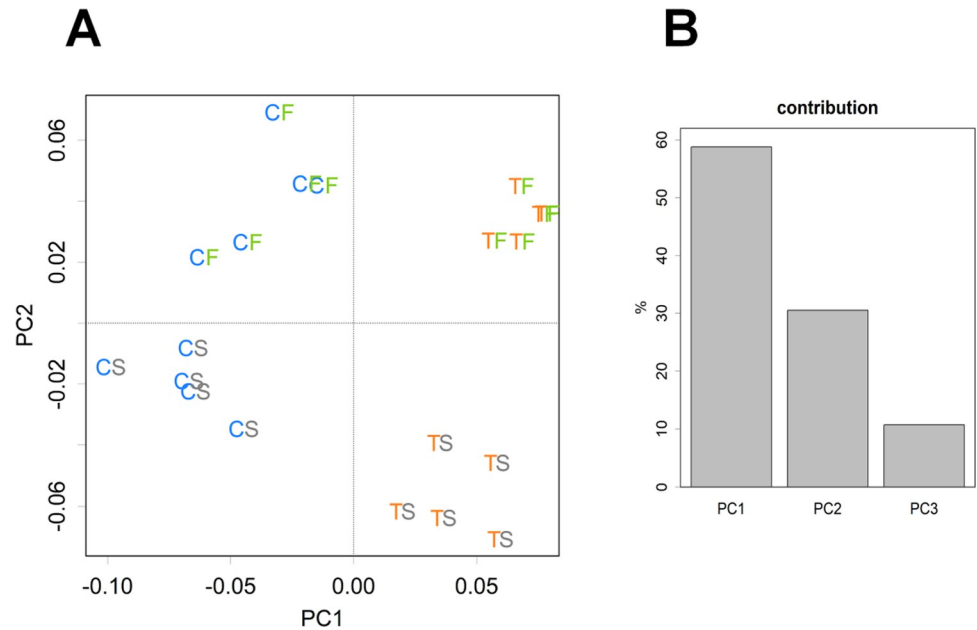 A
B
contribution
CF
CF CF
CF
CF
TF
TF TF
TF TF
CS
CS
CS
CS
CS
TS
TS
TS
TS
TS
PC2
0.06
0.02
-0.02
-0.06
-0.10 -0.05 0.00 0.05
PC1
%
60
50
40
30
20
10
0
PC1 PC2 PC3